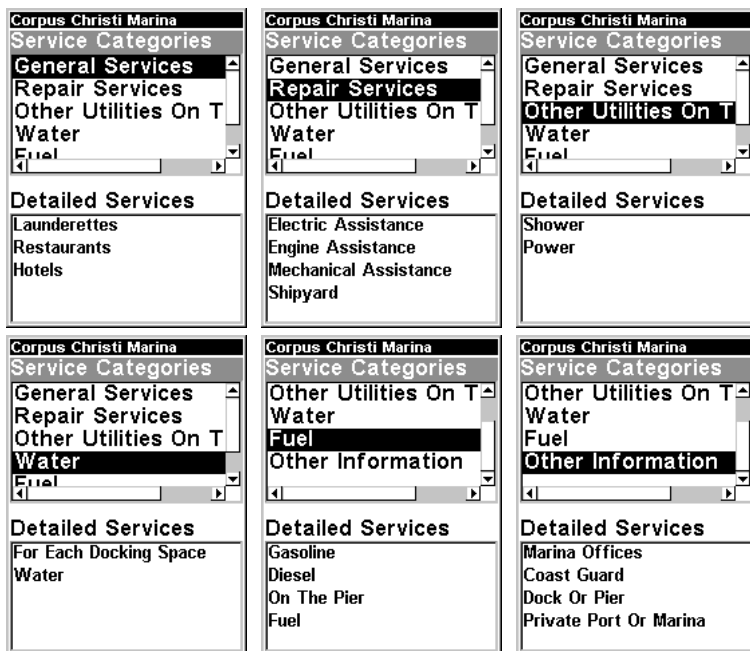 Corpus Christi Marina
Service Categories
General Services
Repair Services
Other Utilities On T
Water
Fuel
Detailed Services
Launderettes
Restaurants
Hotels
Corpus Christi Marina
Service Categories
General Services
Repair Services
Other Utilities On T
Water
Fuel
Detailed Services
Electric Assistance
Engine Assistance
Mechanical Assistance
Shipyard
Corpus Christi Marina
Service Categories
General Services
Repair Services
Other Utilities On T
Water
Fuel
Detailed Services
Shower
Power
Corpus Christi Marina
Service Categories
General Services
Repair Services
Other Utilities On T
Water
Fuel
Detailed Services
For Each Docking Space
Water
Corpus Christi Marina
Service Categories
Other Utilities On T
Water
Fuel
Other Information
Detailed Services
Gasoline
Diesel
On The Pier
Fuel
Corpus Christi Marina
Service Categories
Other Utilities On T
Water
Fuel
Other Information
Detailed Services
Marina Offices
Coast Guard
Dock Or Pier
Private Port Or Marina